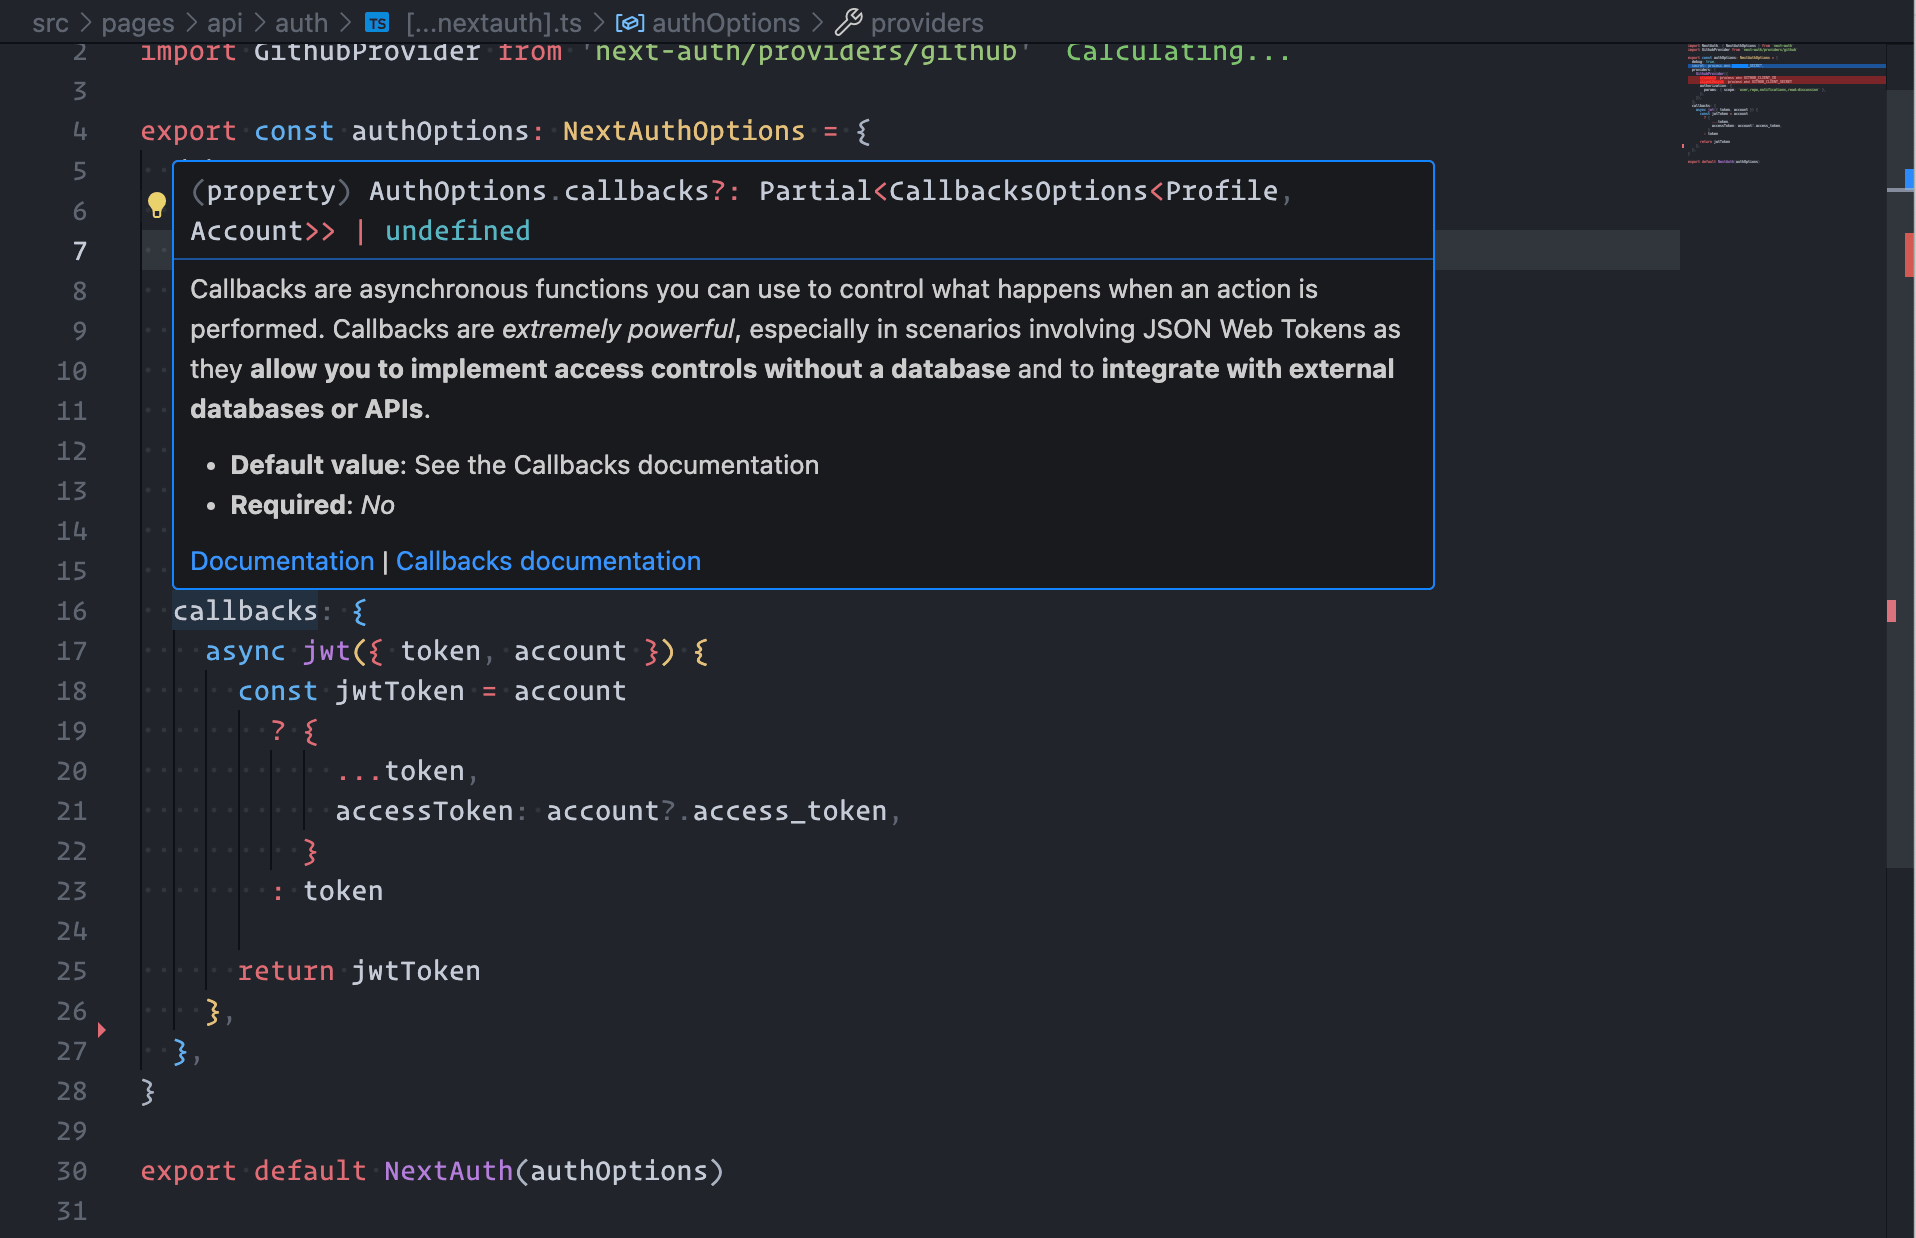 src > pages > api > auth > TS [...nextauth].ts > authOptions > providers
2 import GithubProvider from 'next-auth/providers/github' Calculating...
3
4 export const authOptions: NextAuthOptions = {
5
6
7
8
9
10
11
12
13
14
15
(property) AuthOptions.callbacks?: Partial<CallbacksOptions<Profile,
Account>> | undefined
Callbacks are asynchronous functions you can use to control what happens when an action is
performed. Callbacks are extremely powerful, especially in scenarios involving JSON Web Tokens as
they allow you to implement access controls without a database and to integrate with external
databases or APIs.
• Default value: See the Callbacks documentation
• Required: No
Documentation | Callbacks documentation
16 callbacks: {
17 async jwt({ token, account }) {
18 const jwtToken = account
19 ? {
20 ...token,
21 accessToken: account?.access_token,
22 }
23 : token
24
25 return jwtToken
26 },
27 },
28 }
29
30 export default NextAuth(authOptions)
31